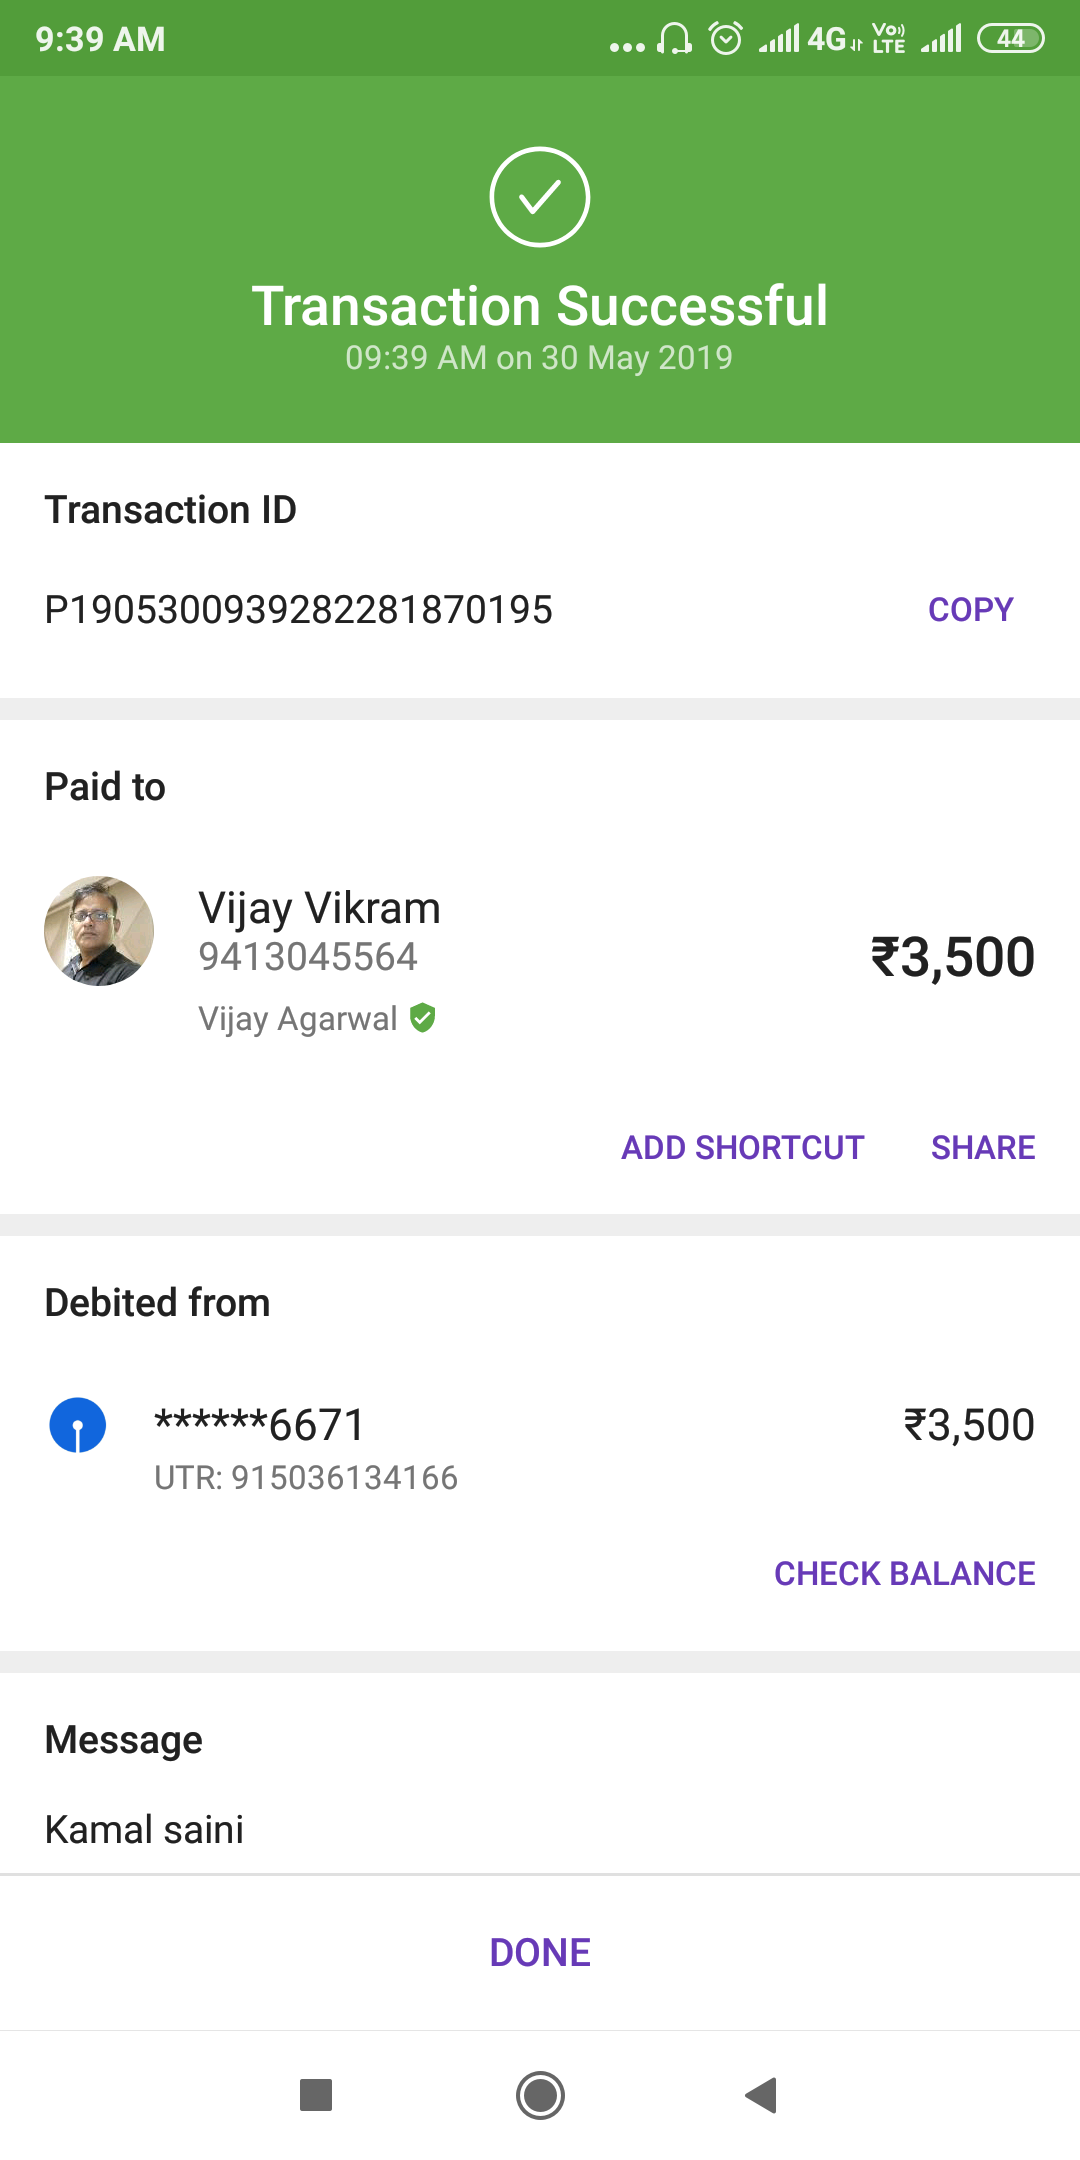 9:39 AM
... 4G Vo LTE 44
Transaction Successful
09:39 AM on 30 May 2019
Transaction ID
P1905300939282281870195 COPY
Paid to
Vijay Vikram
9413045564
₹3,500
Vijay Agarwal
ADD SHORTCUT SHARE
Debited from
******6671 ₹3,500
UTR: 915036134166
CHECK BALANCE
Message
Kamal saini
DONE